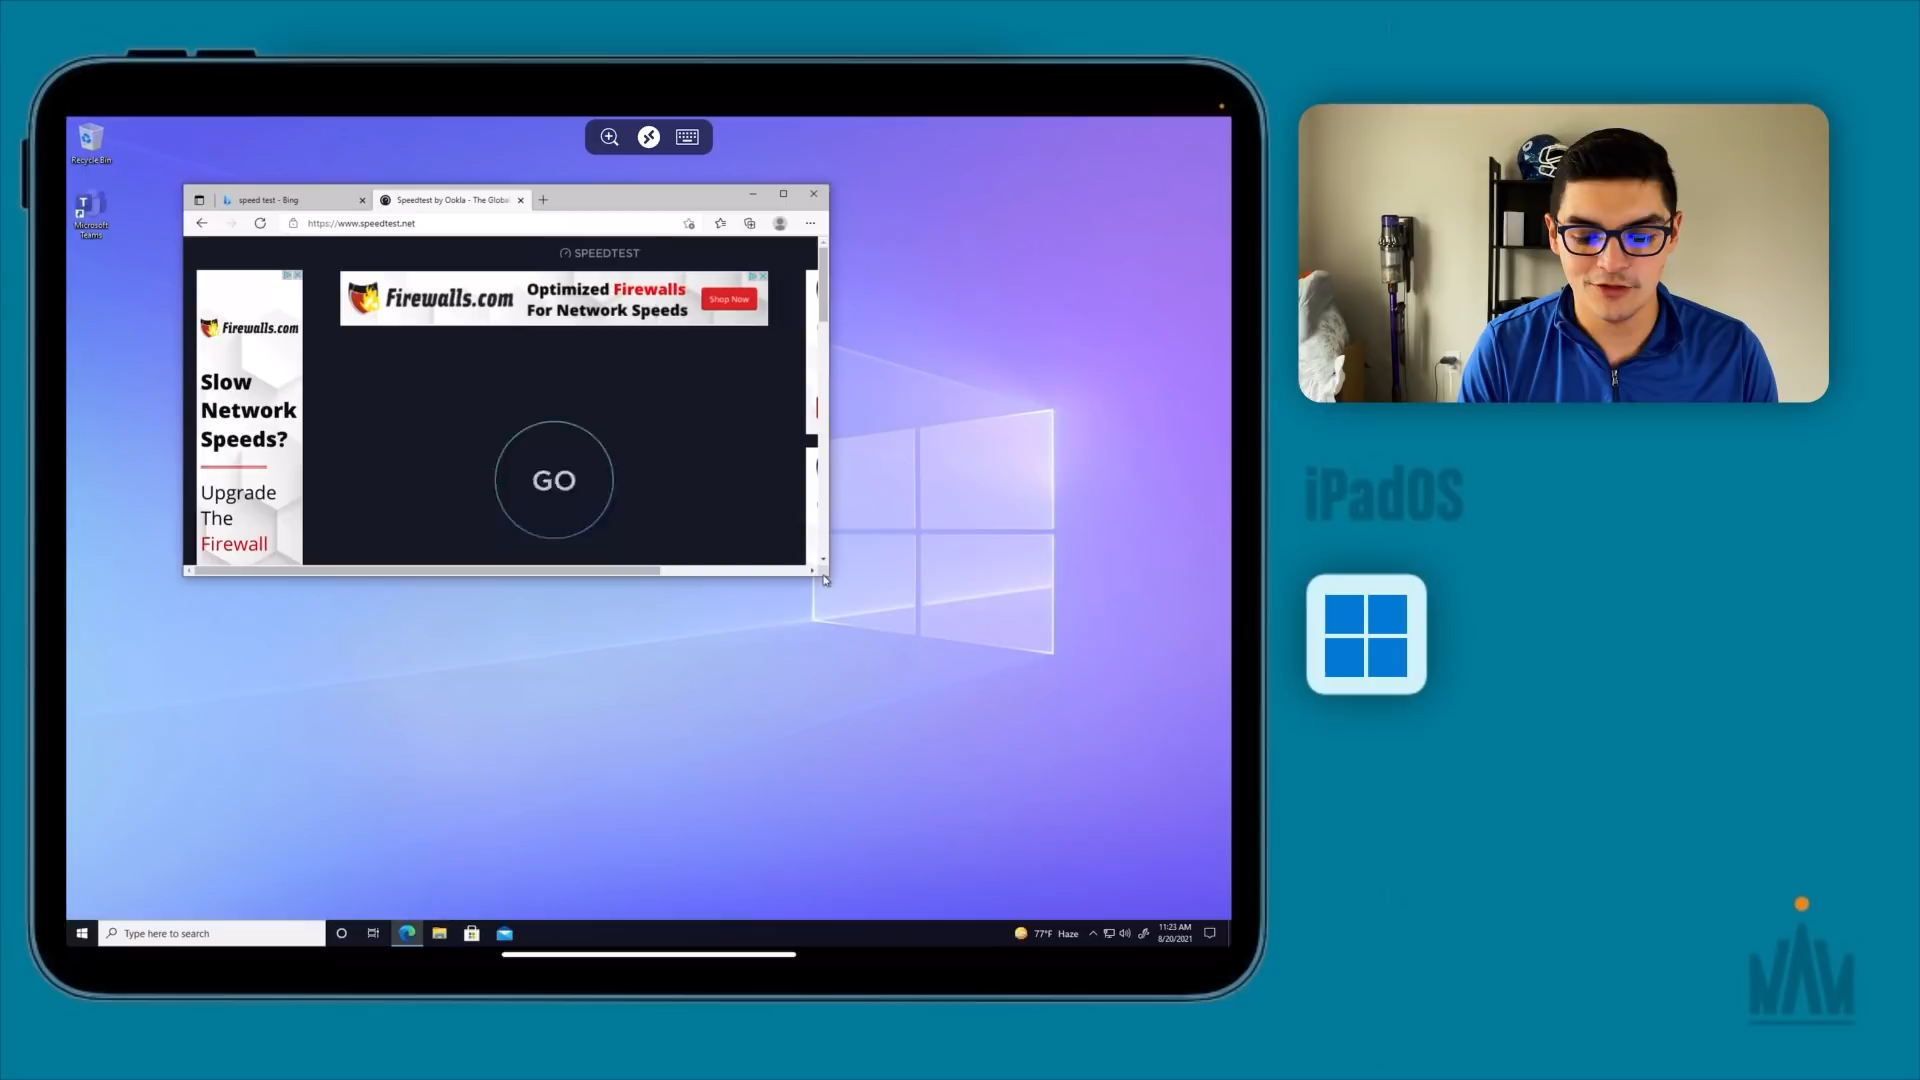 Recycle Bin
Microsoft
Teams
speed test - Bing
Speedtest by Ookla - The Globa
https://www.speedtest.net
SPEEDTEST
Firewalls.com
Optimized Firewalls
For Network Speeds
Shop Now
Firewalls.com
Slow
Network
Speeds?
Upgrade
The
Firewall
GO
iPadOS
Type here to search
77°F Haze
11:23 AM
8/20/2021